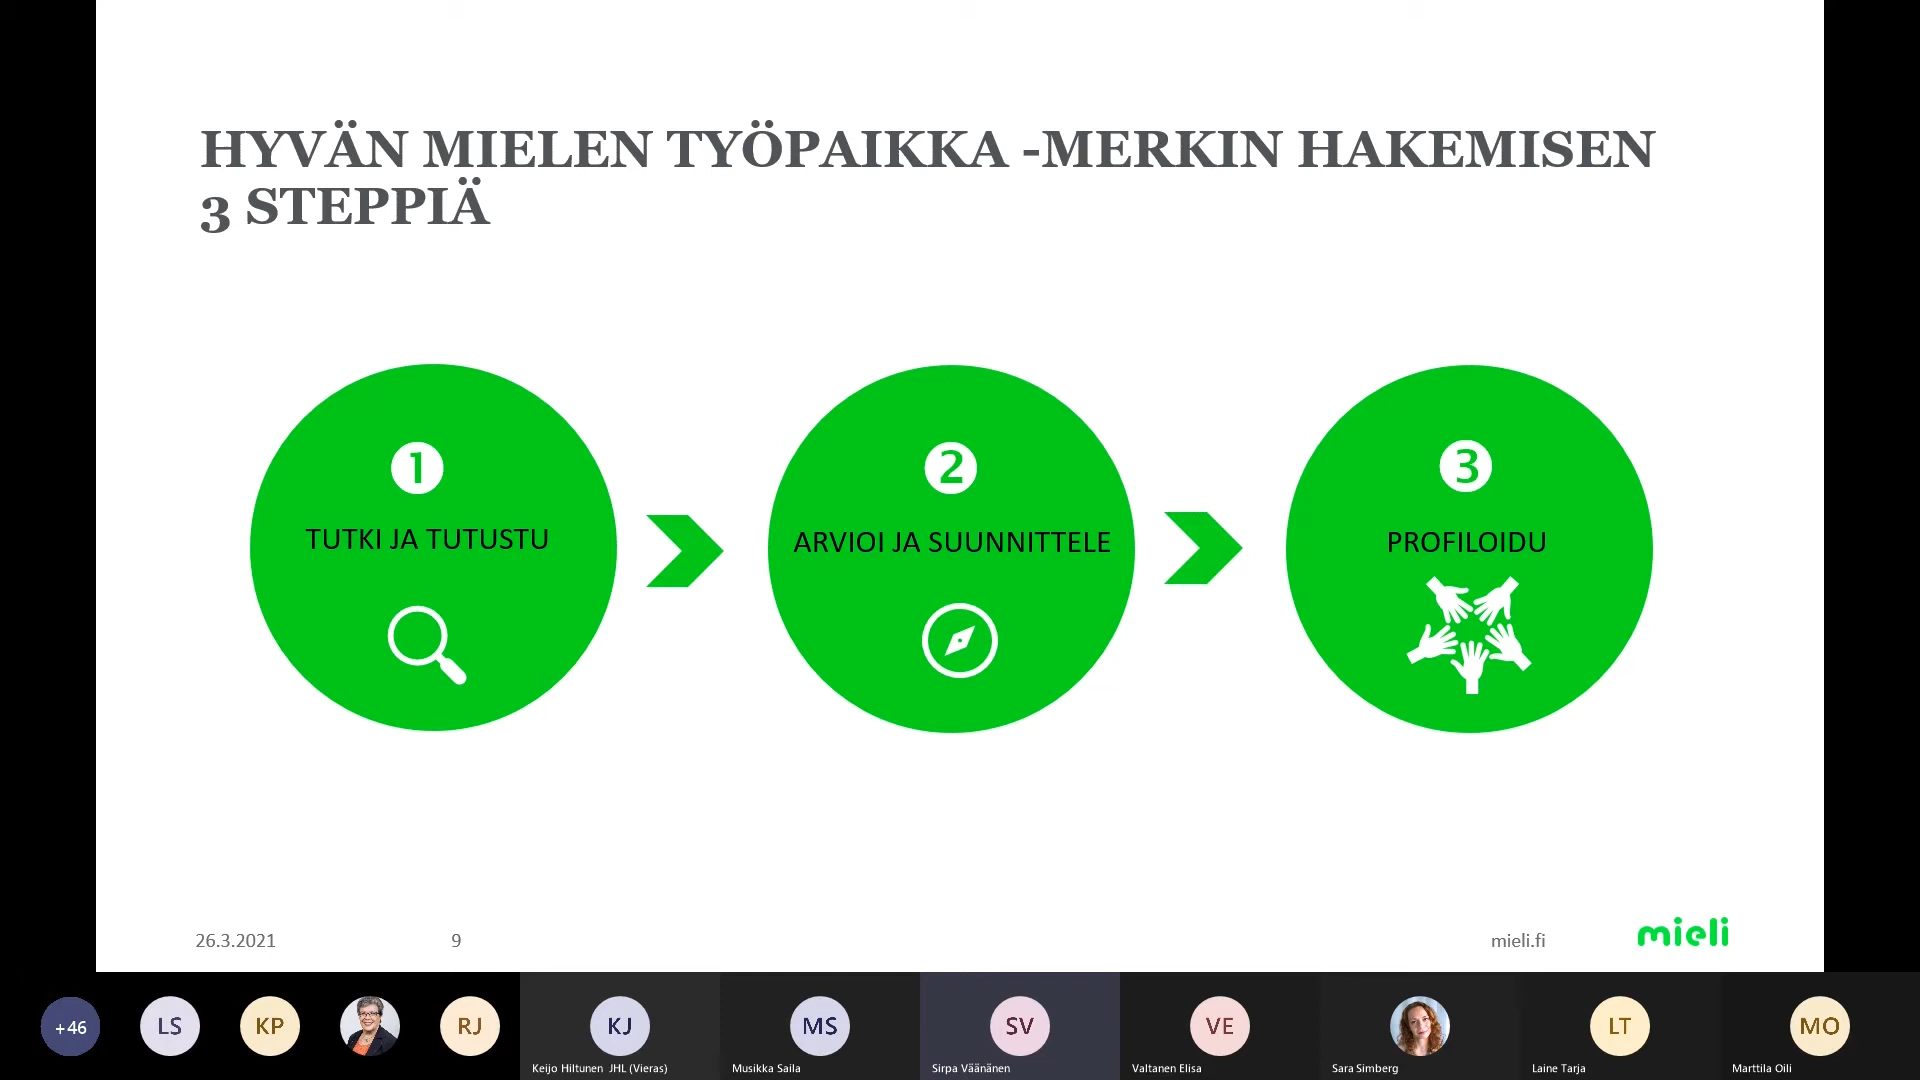 HYVÄN MIELEN TYÖPAIKKA -MERKIN HAKEMISEN
3 STEPPIÄ
1
TUTKI JA TUTUSTU
2
ARVIOI JA SUUNNITTELE
3
PROFILOIDU
26.3.2021
9
mieli.fi
mieli
+46
LS
KP
RJ
KJ
Keijo Hiltunen JHL (Vieras)
MS
Musikka Saila
SV
Sirpa Väänänen
VE
Valtanen Elisa
Sara Simberg
LT
Laine Tarja
MO
Marttila Oili